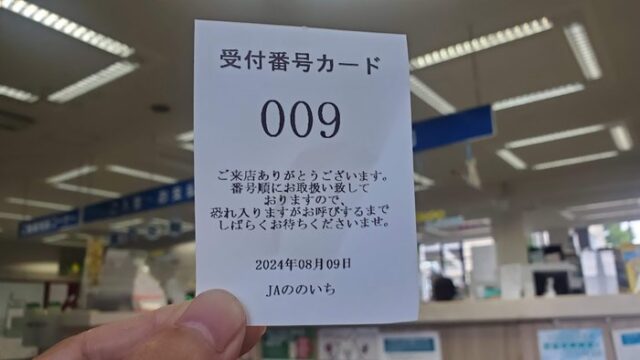 受付番号カード
009
ご来店ありがとうございます。
番号順にお取扱い致して
おりますので、
恐れ入りますがお呼びするまで
しばらくお待ちくださいませ。
2024年08月09日
JAののいち